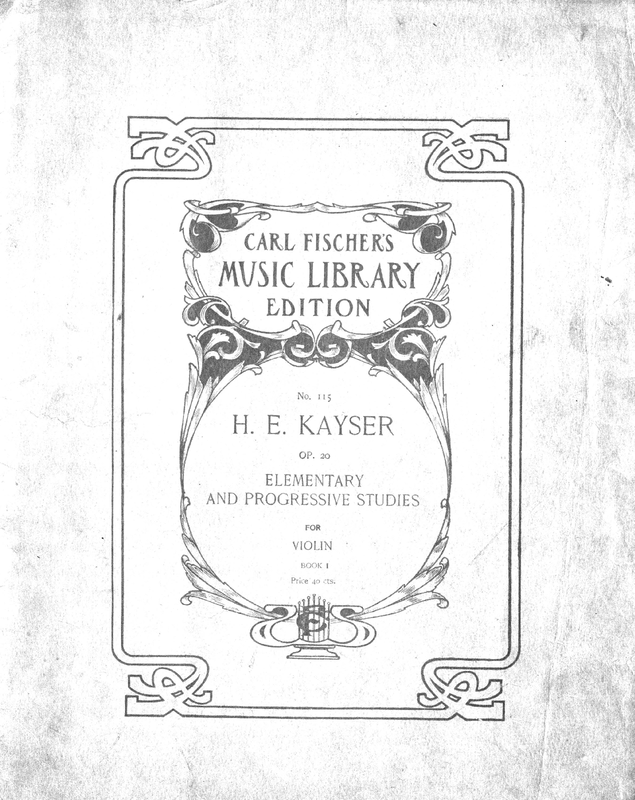 CARL FISCHER'S
MUSIC LIBRARY
EDITION
No. 115
H. E. KAYSER
OP. 20
ELEMENTARY
AND PROGRESSIVE STUDIES
FOR
VIOLIN
BOOK I
Price 40 cts.
CF